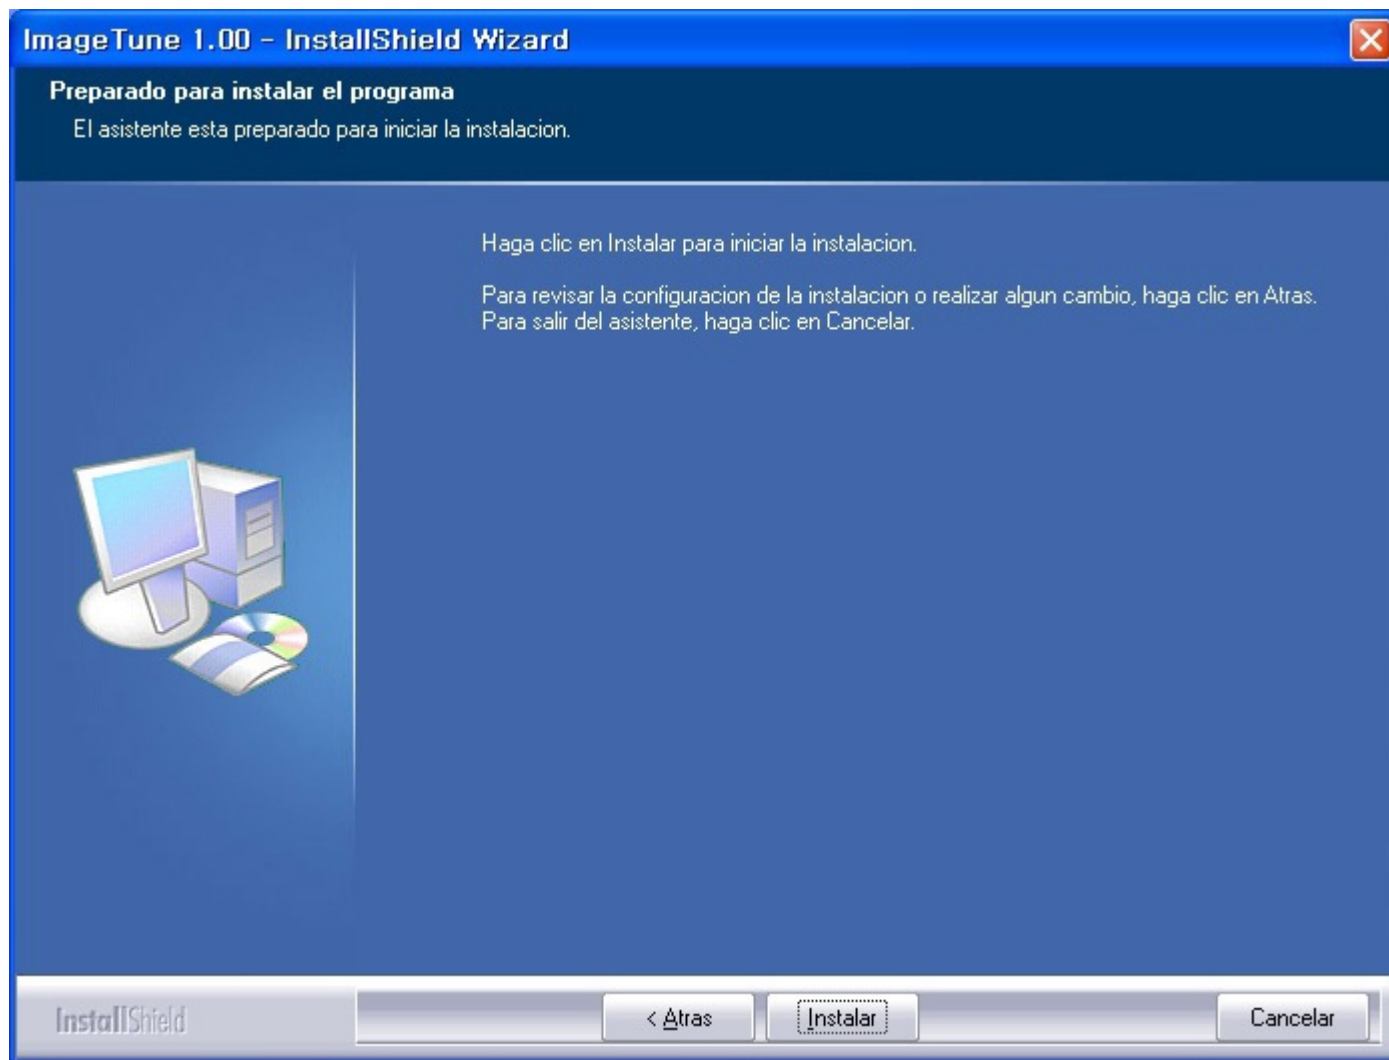 ImageTune 1.00 - InstallShield Wizard
Preparado para instalar el programa
El asistente esta preparado para iniciar la instalacion.
Haga clic en Instalar para iniciar la instalacion.
Para revisar la configuracion de la instalacion o realizar algun cambio, haga clic en Atras.
Para salir del asistente, haga clic en Cancelar.
InstallShield
< Atras
Instalar
Cancelar